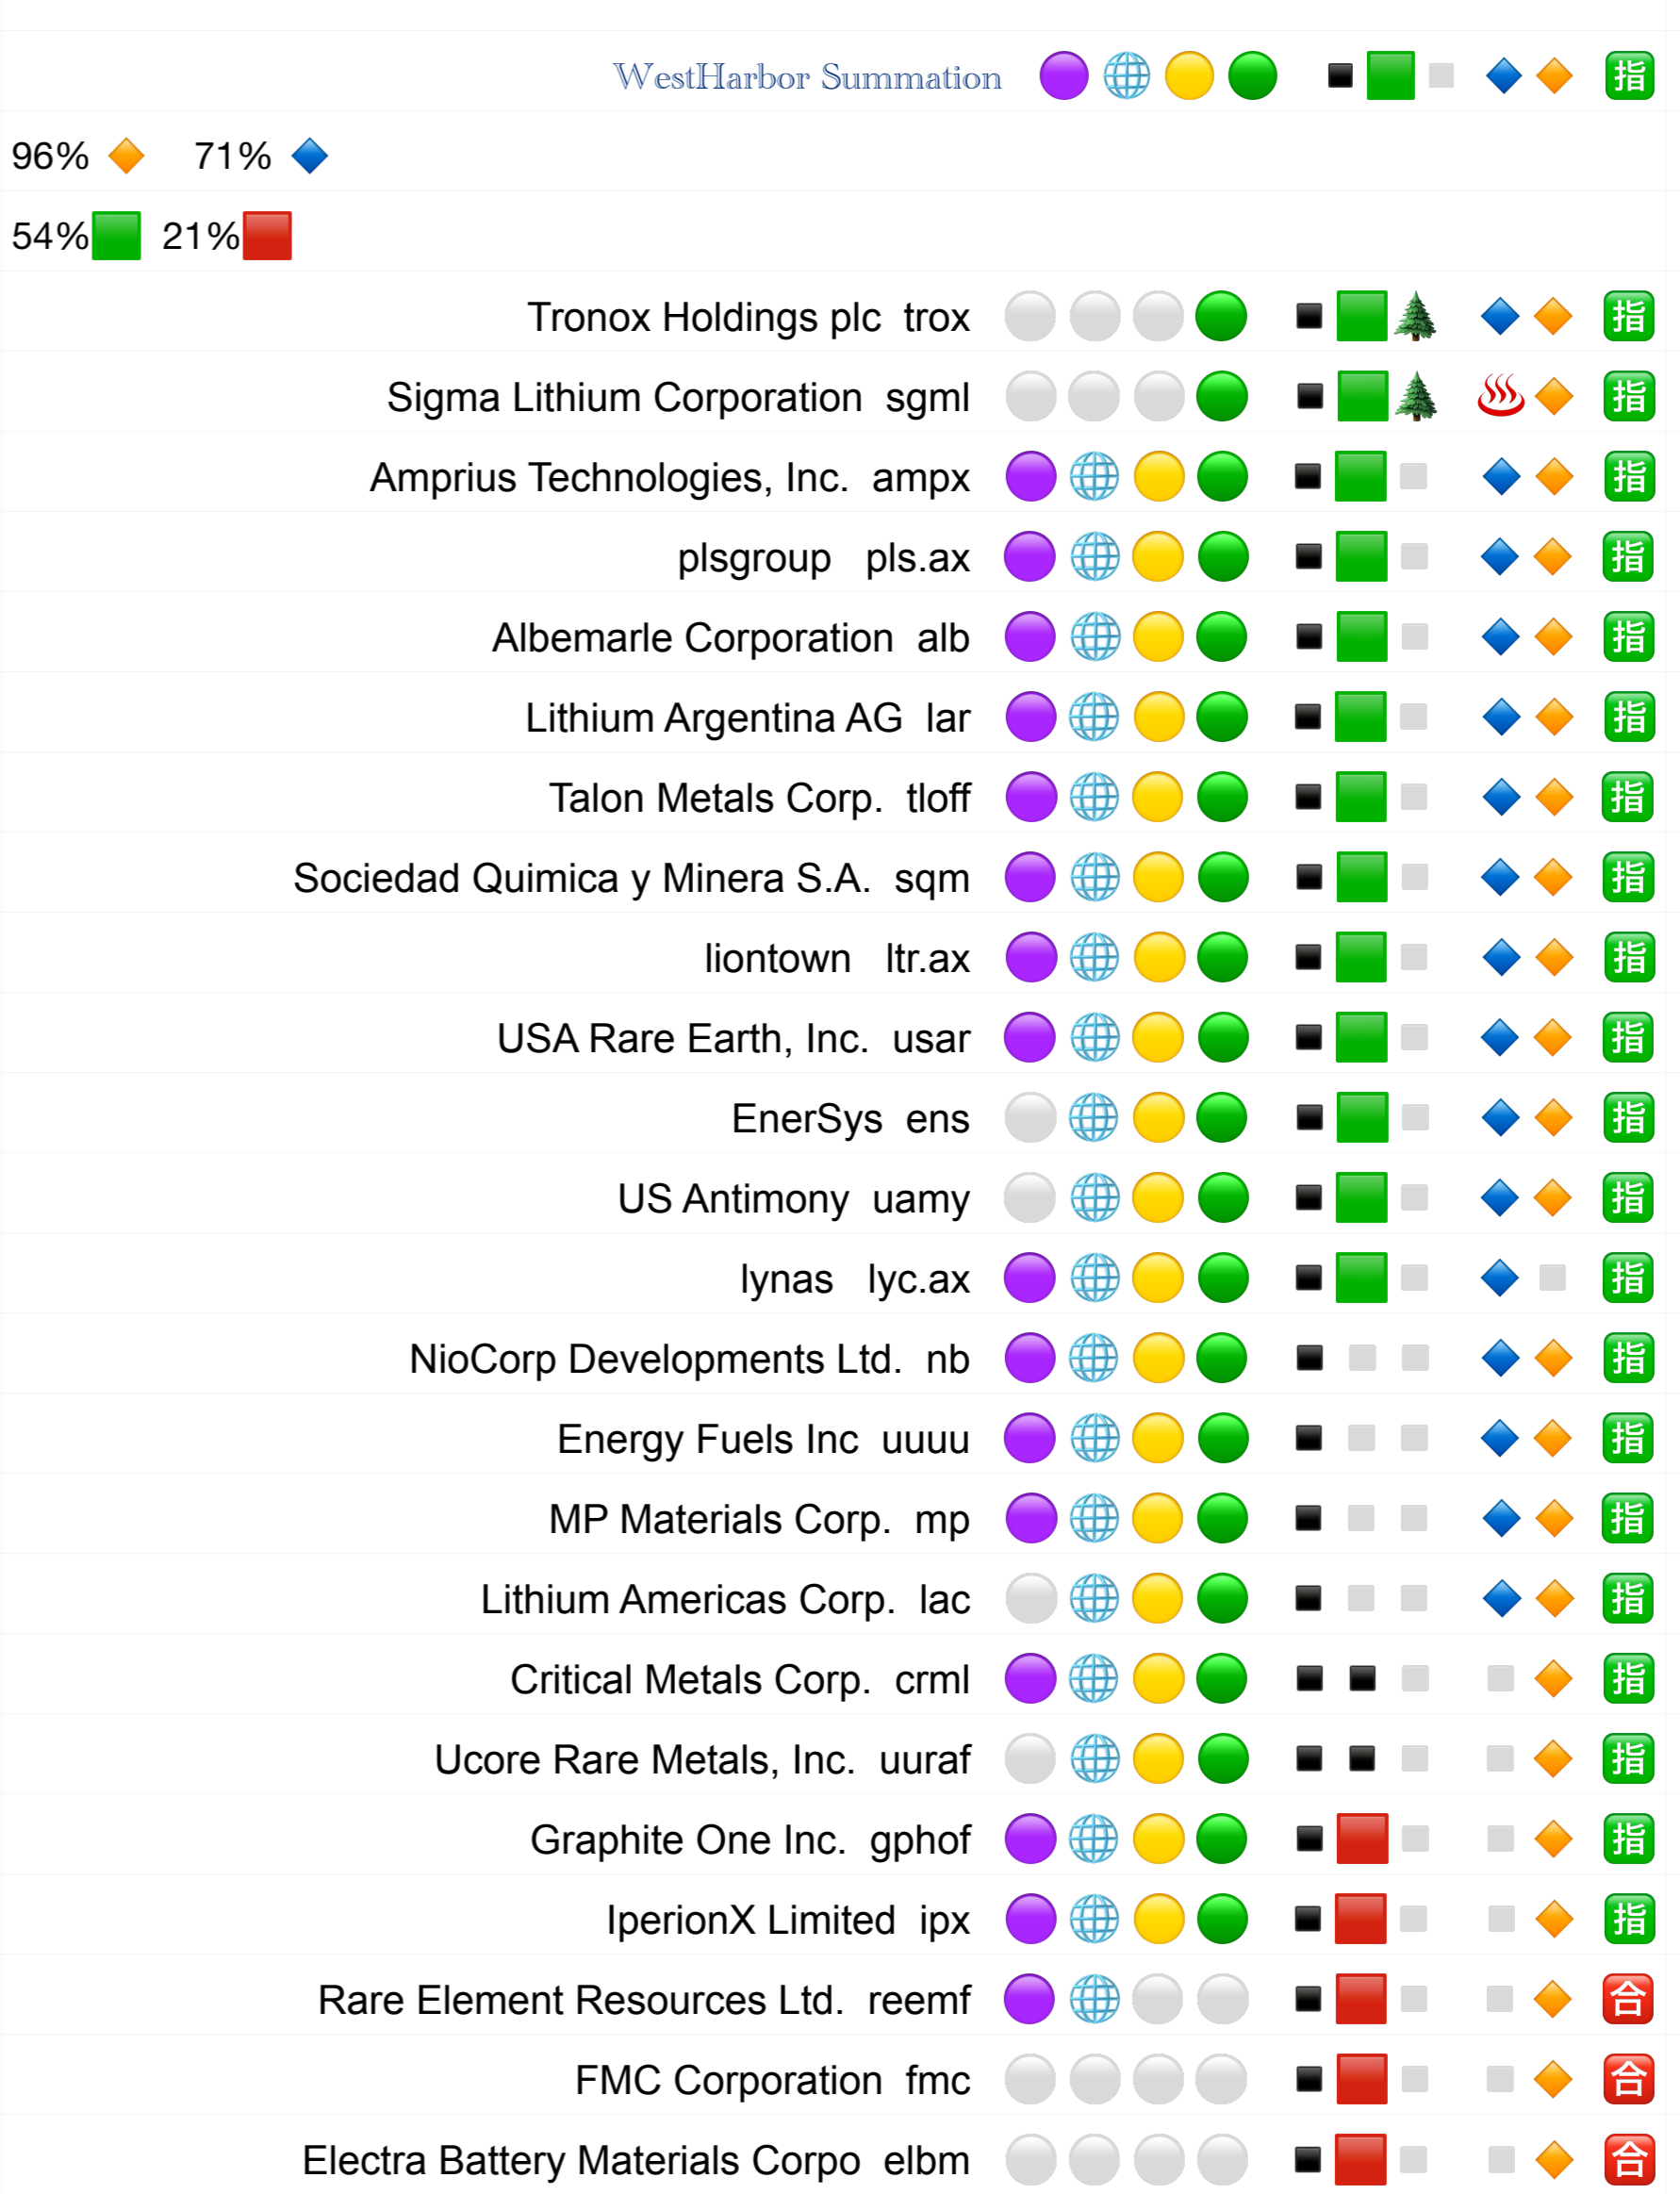 WestHarbor Summation 指
96% 71%
54% 21%
Tronox Holdings plc trox 指
Sigma Lithium Corporation sgml 指
Amprius Technologies, Inc. ampx 指
plsgroup pls.ax 指
Albemarle Corporation alb 指
Lithium Argentina AG lar 指
Talon Metals Corp. tloff 指
Sociedad Quimica y Minera S.A. sqm 指
liontown ltr.ax 指
USA Rare Earth, Inc. usar 指
EnerSys ens 指
US Antimony uamy 指
lynas lyc.ax 指
NioCorp Developments Ltd. nb 指
Energy Fuels Inc uuuu 指
MP Materials Corp. mp 指
Lithium Americas Corp. lac 指
Critical Metals Corp. crml 指
Ucore Rare Metals, Inc. uuraf 指
Graphite One Inc. gphof 指
IperionX Limited ipx 指
Rare Element Resources Ltd. reemf 合
FMC Corporation fmc 合
Electra Battery Materials Corpo elbm 合